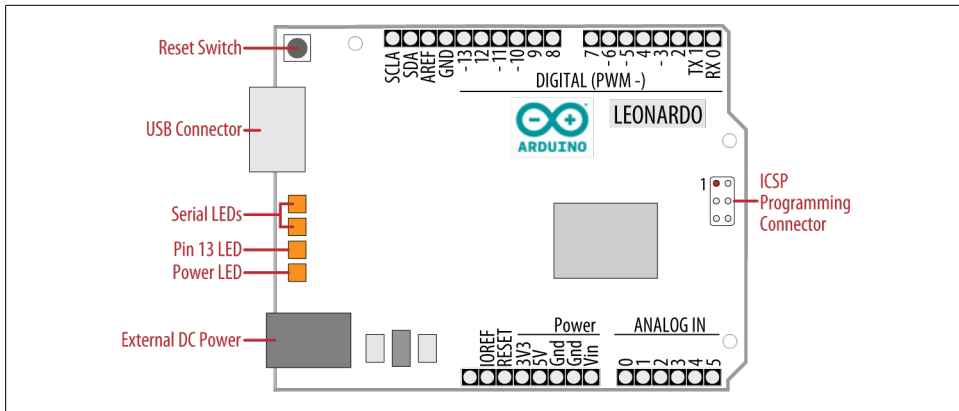 Reset Switch
USB Connector
Serial LEDs
Pin 13 LED
Power LED
External DC Power
SCLA
SDA
AREF
GND
- 13
12
- 11
- 10
- 9
8
7
- 6
- 5
4
- 3
2
TX 1
RX 0
DIGITAL (PWM -)
ARDUINO
LEONARDO
1
ICSP
Programming
Connector
Power
ANALOG IN
IOREF
RESET
3V3
5V
Gnd
Gnd
Vin
0
1
2
3
4
5